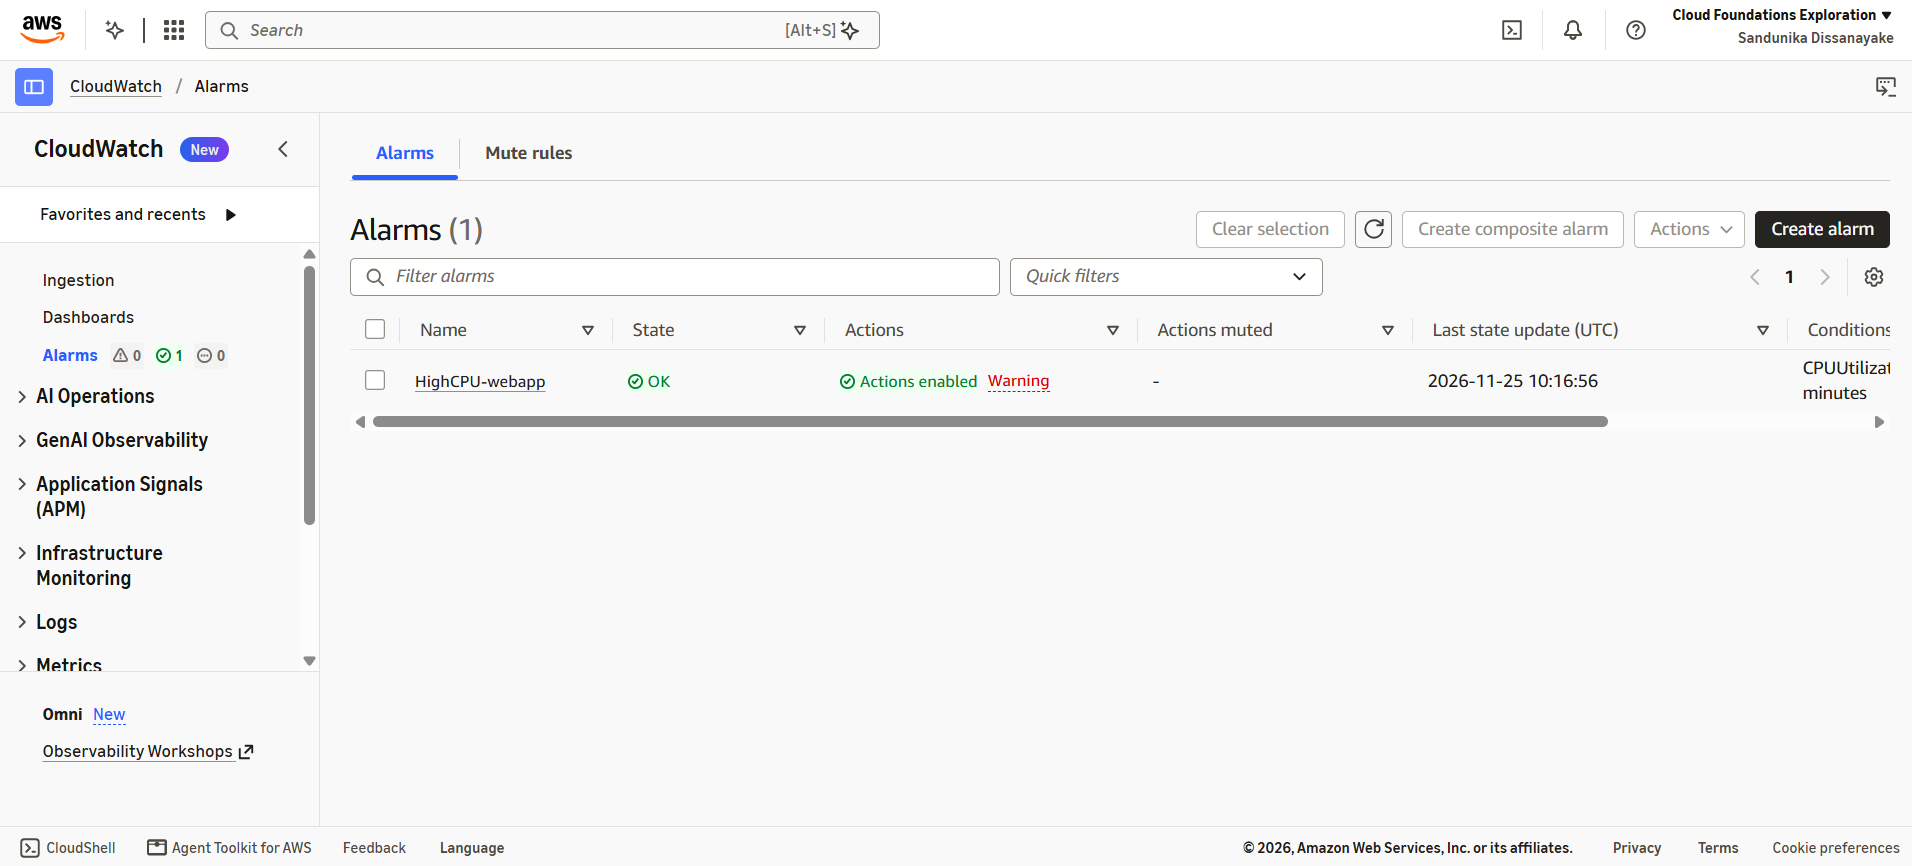 aws
Search [Alt+S]
Cloud Foundations Exploration
Sandunika Dissanayake
CloudWatch / Alarms
CloudWatch New
Favorites and recents
Ingestion
Dashboards
Alarms 0 1 0
AI Operations
GenAI Observability
Application Signals
(APM)
Infrastructure
Monitoring
Logs
Metrics
Omni New
Observability Workshops
Alarms Mute rules
Alarms (1)
Clear selection Create composite alarm Actions Create alarm
Filter alarms Quick filters 1
Name State Actions Actions muted Last state update (UTC) Conditions
HighCPU-webapp OK Actions enabled Warning - 2026-11-25 10:16:56 CPUUtilizat
minutes
CloudShell Agent Toolkit for AWS Feedback Language © 2026, Amazon Web Services, Inc. or its affiliates. Privacy Terms Cookie preferences